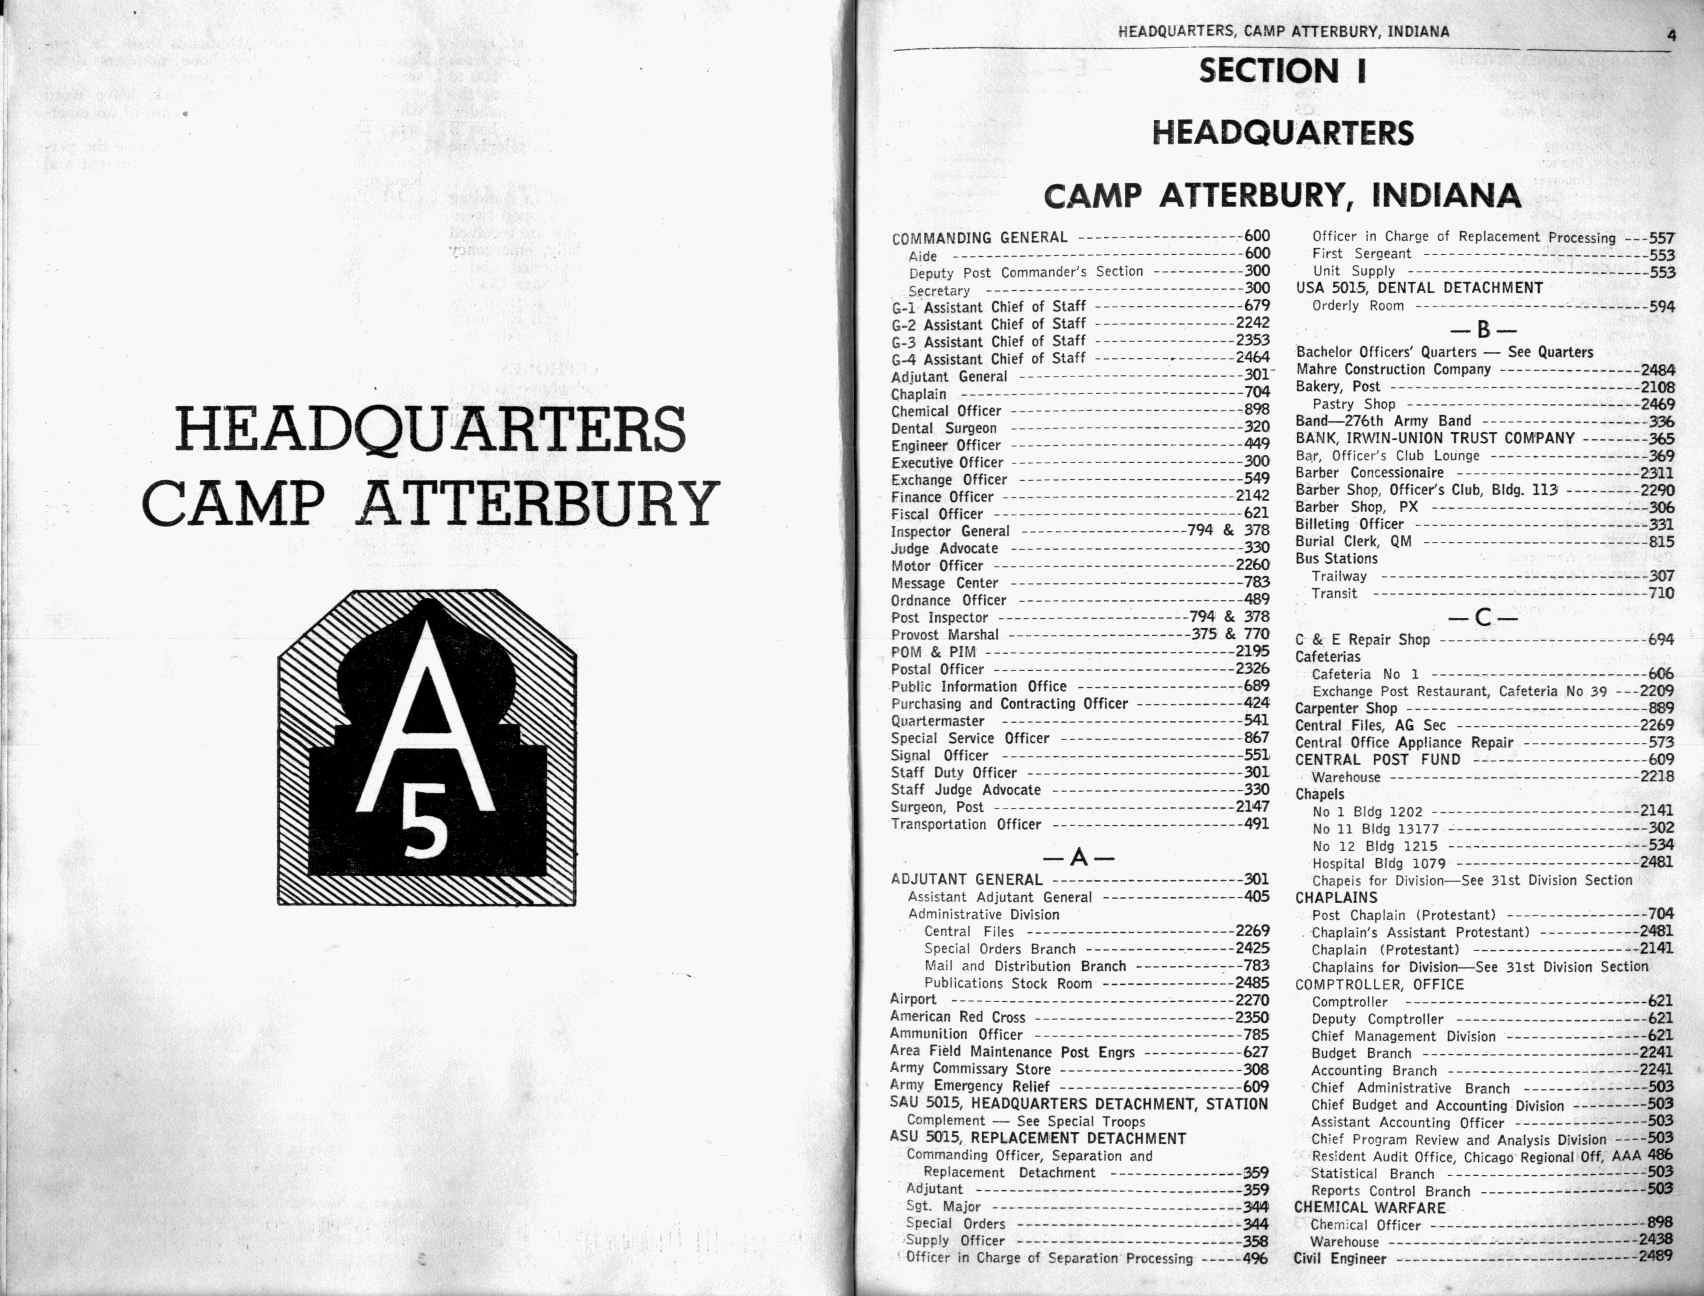 HEADQUARTERS
CAMP ATTERBURY
A
5
HEADQUARTERS, CAMP ATTERBURY, INDIANA 4
SECTION I
HEADQUARTERS
CAMP ATTERBURY, INDIANA
COMMANDING GENERAL --------------------600
Aide ----------------------------------600
Deputy Post Commander's Section -----------300
Secretary ------------------------------300
G-1 Assistant Chief of Staff ------------------679
G-2 Assistant Chief of Staff -----------------2242
G-3 Assistant Chief of Staff -----------------2353
G-4 Assistant Chief of Staff -----------------2464
Adjutant General ---------------------------301
Chaplain ----------------------------------704
Chemical Officer ----------------------------898
Dental Surgeon ----------------------------320
Engineer Officer ----------------------------449
Executive Officer ----------------------------300
Exchange Officer ---------------------------549
Finance Officer ----------------------------2142
Fiscal Officer ------------------------------621
Inspector General --------------------794 & 378
Judge Advocate ----------------------------330
Motor Officer -----------------------------2260
Message Center ----------------------------783
Ordnance Officer ---------------------------489
Post Inspector -----------------------794 & 378
Provost Marshal ----------------------375 & 770
POM & PIM ------------------------------2195
Postal Officer -----------------------------2326
Public Information Office --------------------689
Purchasing and Contracting Officer -------------424
Quartermaster -----------------------------541
Special Service Officer ----------------------867
Signal Officer ------------------------------551
Staff Duty Officer --------------------------301
Staff Judge Advocate -----------------------330
Surgeon, Post -----------------------------2147
Transportation Officer -----------------------491
—A—
ADJUTANT GENERAL -----------------------301
Assistant Adjutant General -----------------405
Administrative Division
Central Files -------------------------2269
Special Orders Branch ------------------2425
Mail and Distribution Branch -------------783
Publications Stock Room ----------------2485
Airport ----------------------------------2270
American Red Cross ------------------------2350
Ammunition Officer -------------------------785
Area Field Maintenance Post Engrs ------------627
Army Commissary Store ----------------------308
Army Emergency Relief ----------------------609
SAU 5015, HEADQUARTERS DETACHMENT, STATION
Complement — See Special Troops
ASU 5015, REPLACEMENT DETACHMENT
Commanding Officer, Separation and
Replacement Detachment ----------------359
Adjutant --------------------------------359
Sgt. Major ------------------------------344
Special Orders ---------------------------344
Supply Officer ---------------------------358
Officer in Charge of Separation Processing -----496
Officer in Charge of Replacement Processing ---557
First Sergeant ---------------------------553
Unit Supply -----------------------------553
USA 5015, DENTAL DETACHMENT
Orderly Room ----------------------------594
—B—
Bachelor Officers' Quarters — See Quarters
Mahre Construction Company -----------------2484
Bakery, Post ------------------------------2108
Pastry Shop ----------------------------2469
Band—276th Army Band --------------------336
BANK, IRWIN-UNION TRUST COMPANY --------365
Bar, Officer's Club Lounge -------------------369
Barber Concessionaire ----------------------2311
Barber Shop, Officer's Club, Bldg. 113 ---------2290
Barber Shop, PX --------------------------306
Billeting Officer ----------------------------331
Burial Clerk, QM ---------------------------815
Bus Stations
Trailway --------------------------------307
Transit ---------------------------------710
—C—
C & E Repair Shop -------------------------694
Cafeterias
Cafeteria No 1 --------------------------606
Exchange Post Restaurant, Cafeteria No 39 ---2209
Carpenter Shop ----------------------------889
Central Files, AG Sec ----------------------2269
Central Office Appliance Repair ---------------573
CENTRAL POST FUND ---------------------609
Warehouse ------------------------------2218
Chapels
No 1 Bldg 1202 -------------------------2141
No 11 Bldg 13177 ------------------------302
No 12 Bldg 1215 ------------------------534
Hospital Bldg 1079 ----------------------2481
Chapels for Division—See 31st Division Section
CHAPLAINS
Post Chaplain (Protestant) -----------------704
Chaplain's Assistant Protestant) ------------2481
Chaplain (Protestant) --------------------2141
Chaplains for Division—See 31st Division Section
COMPTROLLER, OFFICE
Comptroller -----------------------------621
Deputy Comptroller -----------------------621
Chief Management Division -----------------621
Budget Branch --------------------------2241
Accounting Branch -----------------------2241
Chief Administrative Branch ---------------503
Chief Budget and Accounting Division ---------503
Assistant Accounting Officer ----------------503
Chief Program Review and Analysis Division ----503
Resident Audit Office, Chicago Regional Off, AAA 486
Statistical Branch ------------------------503
Reports Control Branch --------------------503
CHEMICAL WARFARE
Chemical Officer --------------------------898
Warehouse ------------------------------2438
Civil Engineer -----------------------------2489